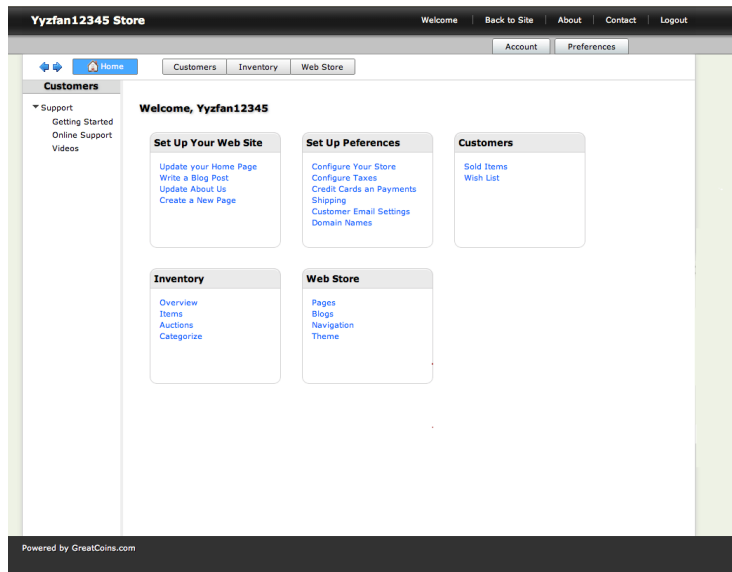 Yyzfan12345 Store
Welcome Back to Site About Contact Logout
Account Preferences
Home Customers Inventory Web Store
Customers
Support
Getting Started
Online Support
Videos
Welcome, Yyzfan12345
Set Up Your Web Site
Update your Home Page
Write a Blog Post
Update About Us
Create a New Page
Set Up Peferences
Configure Your Store
Configure Taxes
Credit Cards an Payments
Shipping
Customer Email Settings
Domain Names
Customers
Sold Items
Wish List
Inventory
Overview
Items
Auctions
Categorize
Web Store
Pages
Blogs
Navigation
Theme
Powered by GreatCoins.com